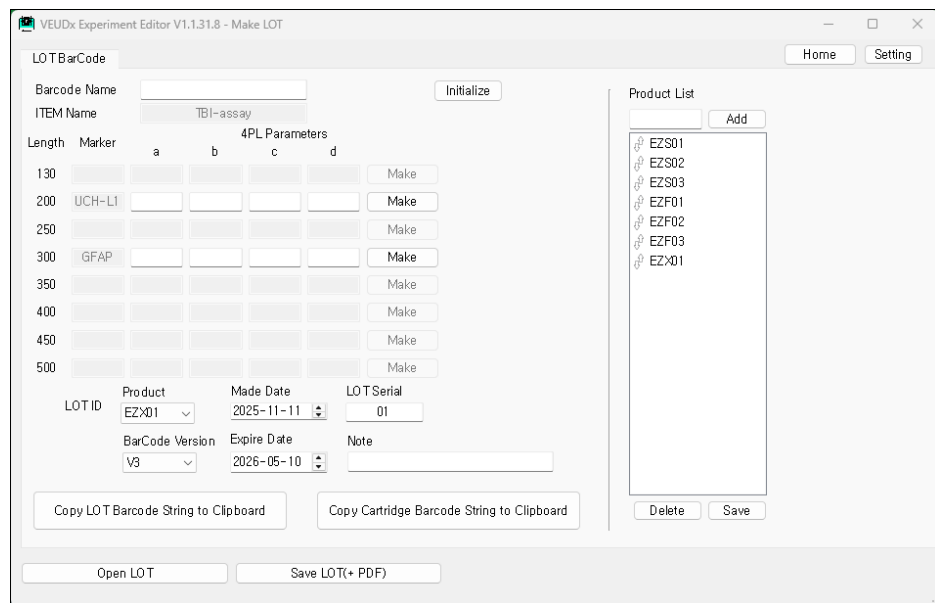 VEUDx Experiment Editor V1.1.31.8 - Make LOT
LOTBarCode
Home Setting
Barcode Name
Initialize
ITEM Name TBI-assay
4PL Parameters
Length Marker a b c d
130 Make
200 UCH-L1 Make
250 Make
300 GFAP Make
350 Make
400 Make
450 Make
500 Make
LOT ID
Product Made Date LOT Serial
EZX01 2025-11-11 01
BarCode Version Expire Date Note
V3 2026-05-10
Copy LOT Barcode String to Clipboard Copy Cartridge Barcode String to Clipboard
Product List
Add
EZS01
EZS02
EZS03
EZF01
EZF02
EZF03
EZX01
Delete Save
Open LOT Save LOT(+ PDF)